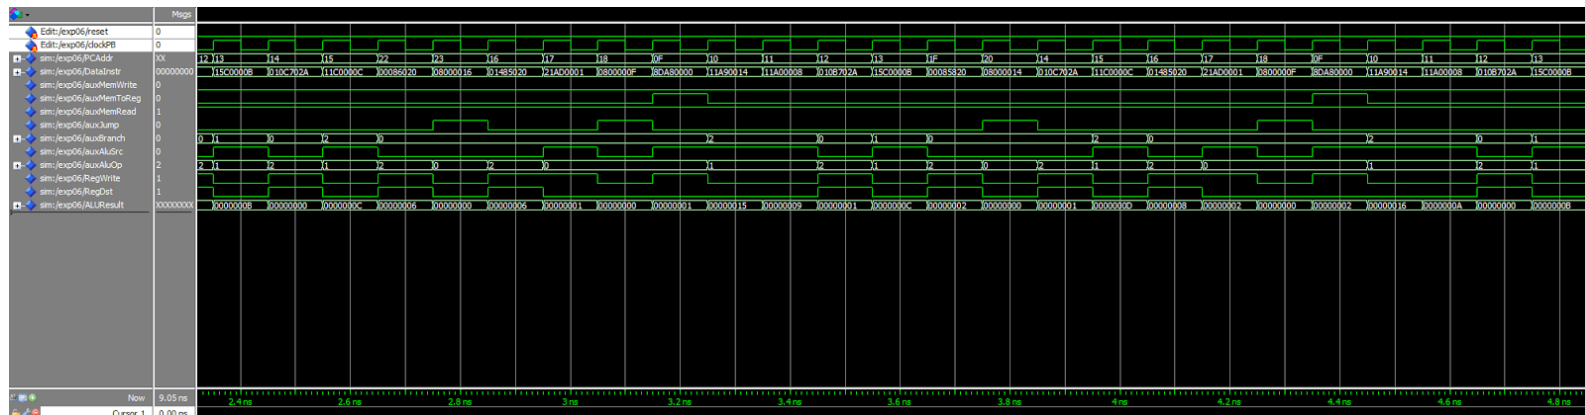 Msgs
Edit:/exp06/reset 0
Edit:/exp06/clockPB 0
sim:/exp06/PCAddr XX 12 13 14 15 22 23 16 17 18 0F 10 11 12 13 1F 20 14 15 16 17 18 0F 10 11 12 13
sim:/exp06/DataInstr 00000000 15C0000B 010C702A 11C0000C 00086020 08000016 01485020 21AD0001 0800000F 8DA80000 11A90014 11A00008 010B702A 15C0000B 00085820 08000014 010C702A 11C0000C 01485020 21AD0001 0800000F 8DA80000 11A90014 11A00008 010B702A 15C0000B
sim:/exp06/auxMemWrite 0
sim:/exp06/auxMemToReg 0
sim:/exp06/auxMemRead 1
sim:/exp06/auxJump 0
sim:/exp06/auxBranch 0 0 1 0 2 0 2 0 1 0 2 0 2 0 1
sim:/exp06/auxAluSrc 0
sim:/exp06/auxAluOp 2 2 1 2 1 2 0 2 0 1 2 1 2 0 2 1 2 0 1 2 1
sim:/exp06/RegWrite 1
sim:/exp06/RegDst 1
sim:/exp06/ALUResult XXXXXXXX 0000000B 00000000 0000000C 00000006 00000000 00000006 00000001 00000000 00000001 00000015 00000009 00000001 0000000C 00000002 00000000 00000001 0000000D 00000008 00000002 00000000 00000002 00000016 0000000A 00000000 0000000B
Now 9.05 ns 2.4 ns 2.6 ns 2.8 ns 3 ns 3.2 ns 3.4 ns 3.6 ns 3.8 ns 4 ns 4.2 ns 4.4 ns 4.6 ns 4.8 ns
Cursor 1 0.00 ns